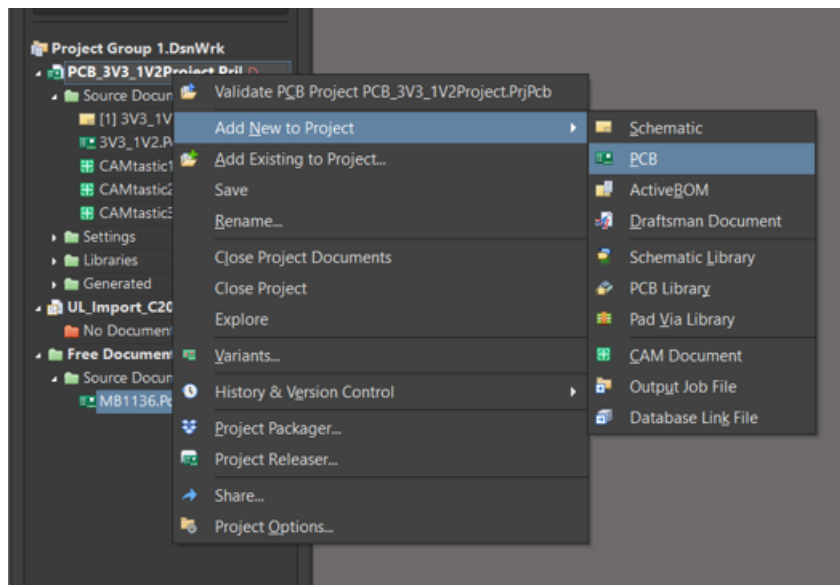 Project Group 1.DsnWrk
PCB_3V3_1V2Project.Prj
Source Docum
[1] 3V3_1V
3V3_1V2.P
CAMtastic1
CAMtastic2
CAMtastic3
Settings
Libraries
Generated
UL_Import_C20
No Document
Free Document
Source Docum
MB1136.Pc
Validate PCB Project PCB_3V3_1V2Project.PrjPcb
Add New to Project
Add Existing to Project...
Save
Rename...
Close Project Documents
Close Project
Explore
Variants...
History & Version Control
Project Packager...
Project Releaser...
Share...
Project Options...
Schematic
PCB
ActiveBOM
Draftsman Document
Schematic Library
PCB Library
Pad Via Library
CAM Document
Output Job File
Database Link File